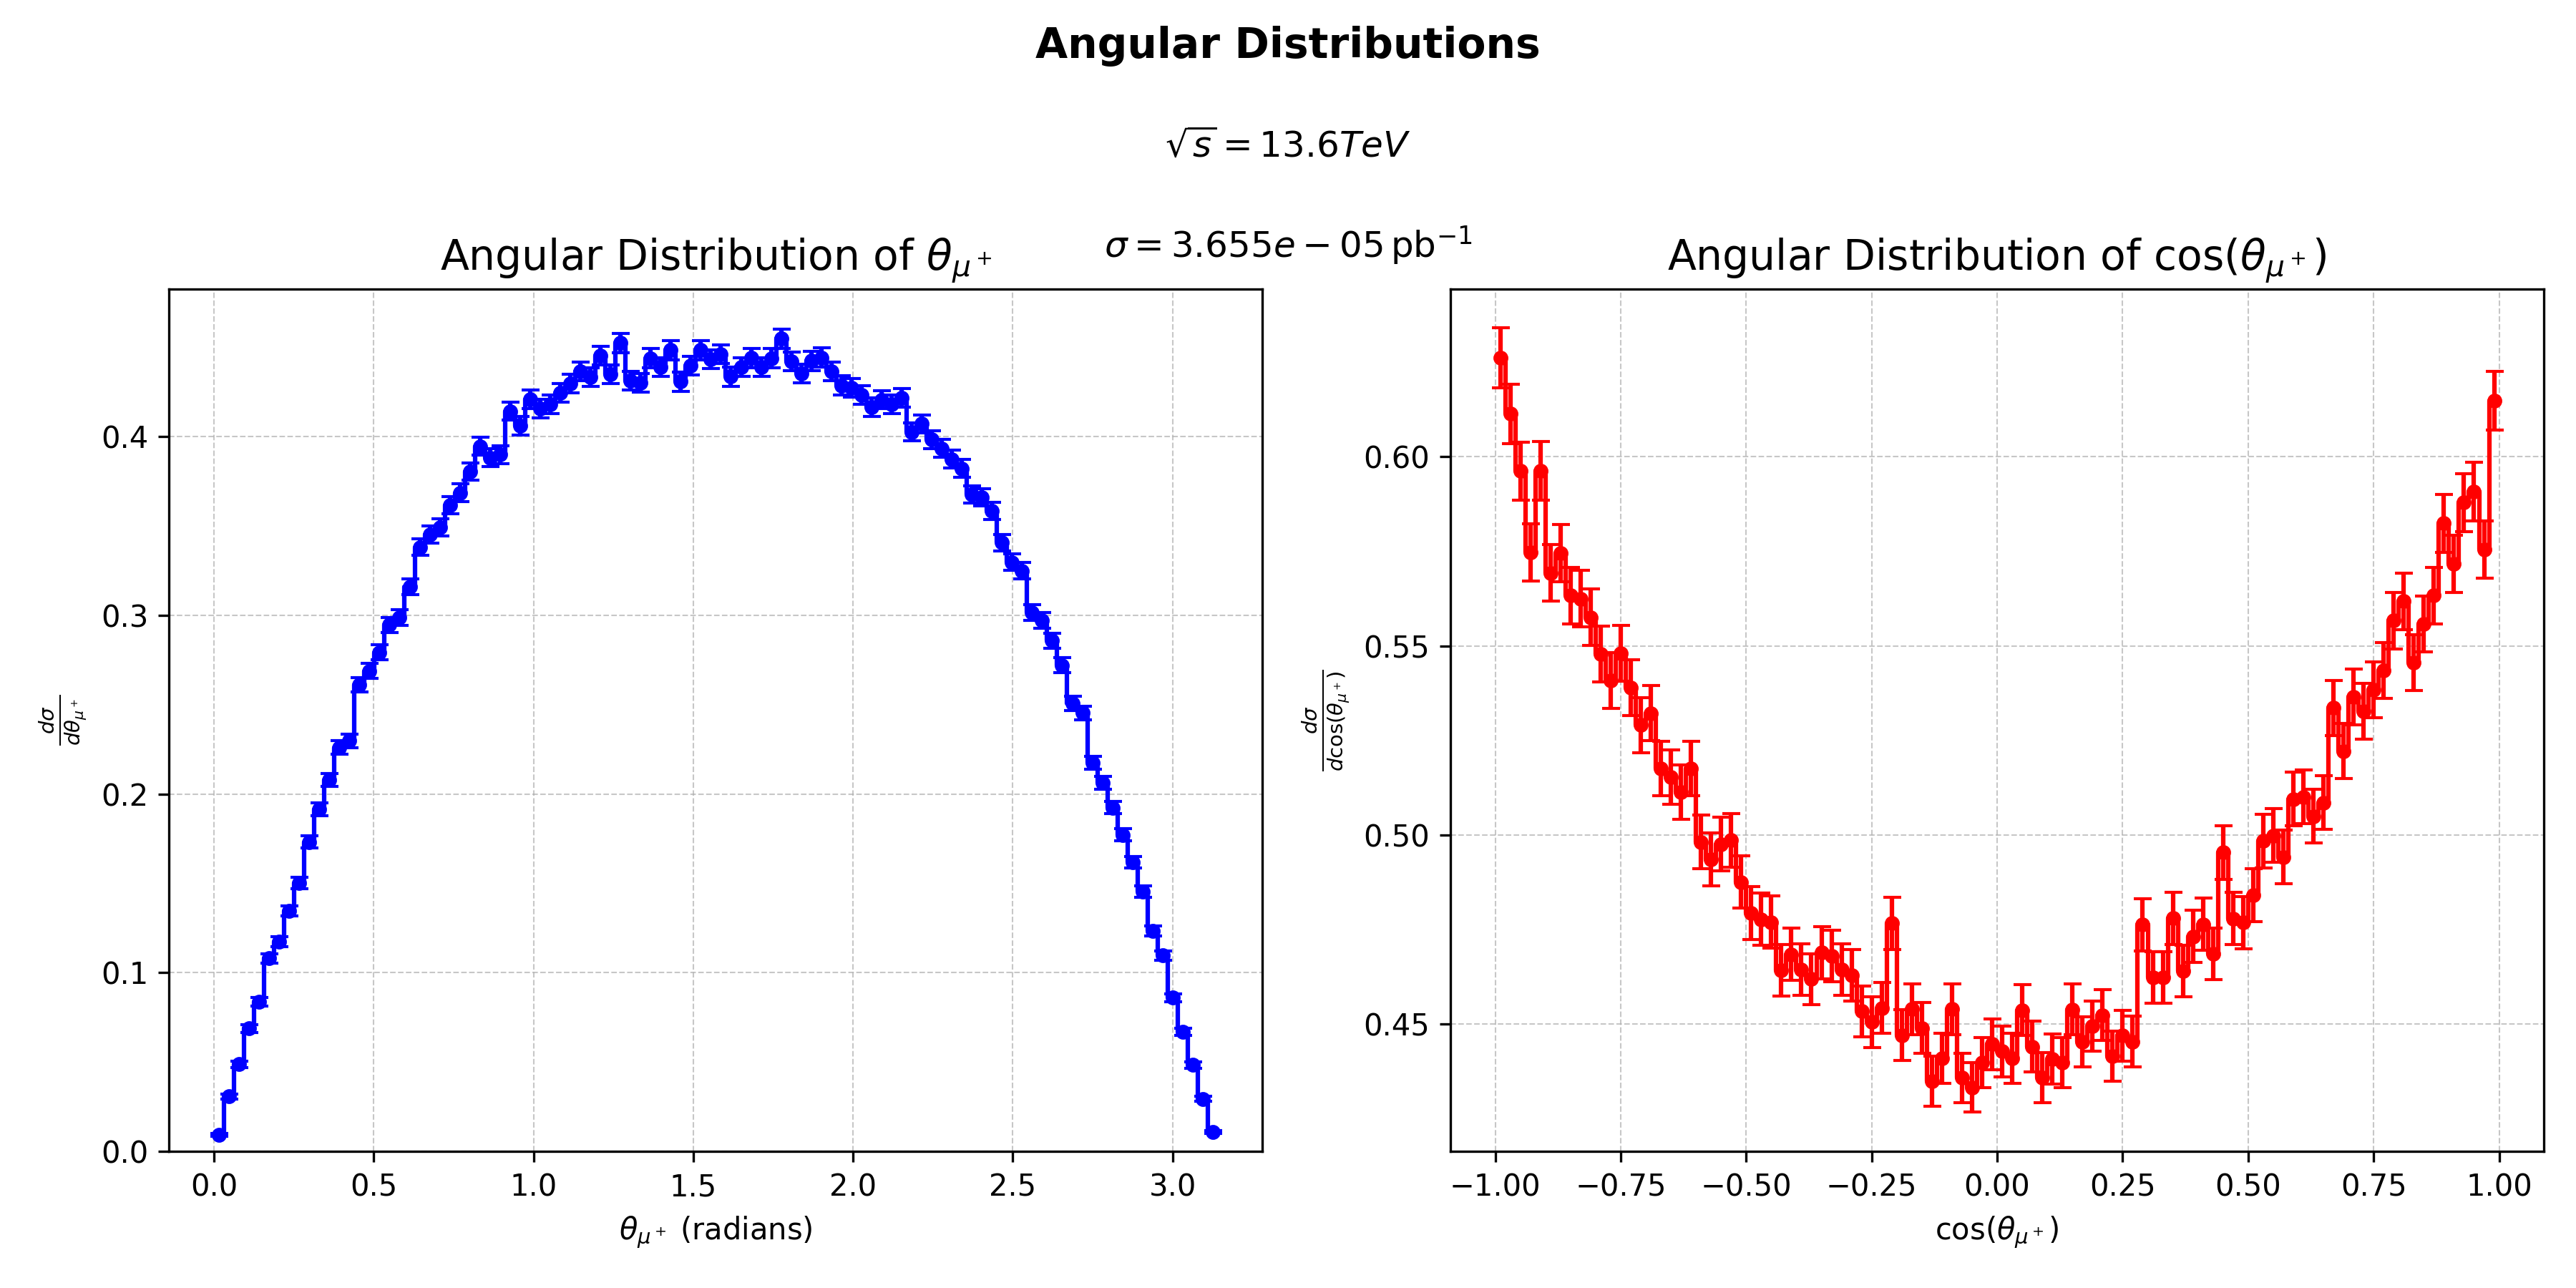 Angular Distributions
√s = 13.6TeV
σ = 3.655e − 05 pb⁻¹
Angular Distribution of θ_μ⁺
dσ/dθ_μ⁺
0.4
0.3
0.2
0.1
0.0
0.0 0.5 1.0 1.5 2.0 2.5 3.0
θ_μ⁺ (radians)
Angular Distribution of cos(θ_μ⁺)
dσ/dcos(θ_μ⁺)
0.60
0.55
0.50
0.45
−1.00 −0.75 −0.50 −0.25 0.00 0.25 0.50 0.75 1.00
cos(θ_μ⁺)